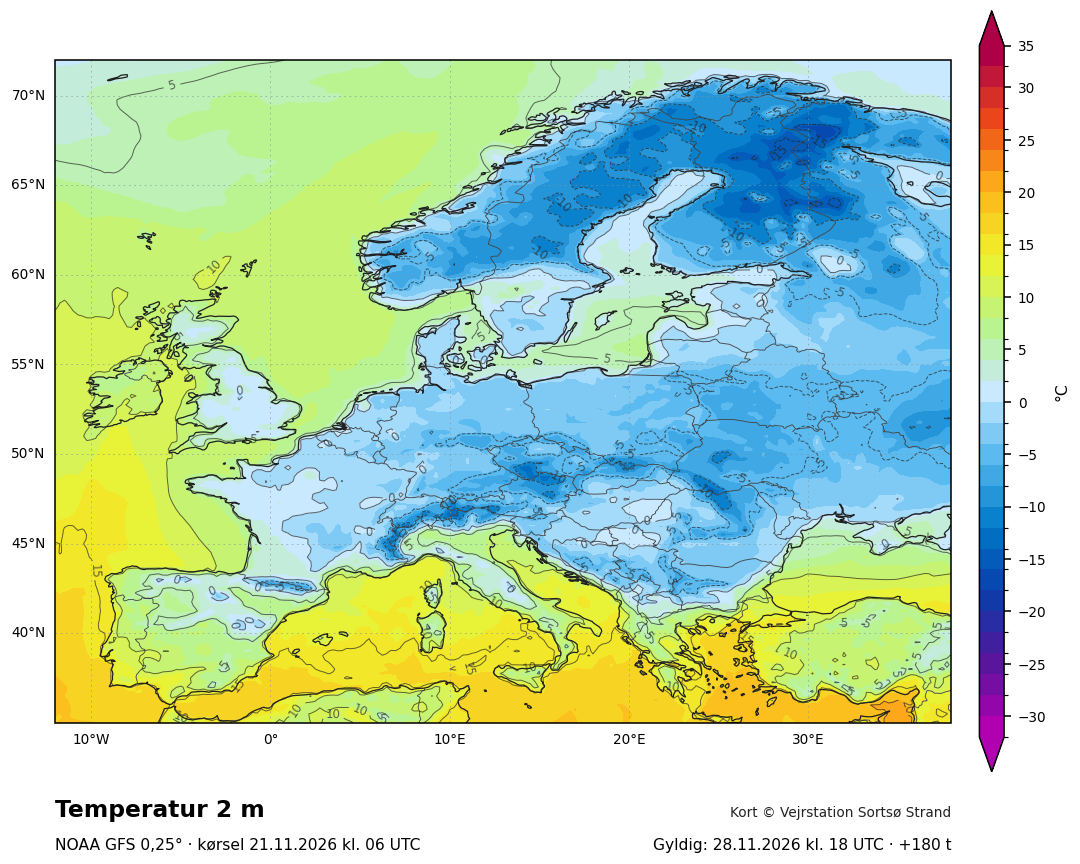 70°N
65°N
60°N
55°N
50°N
45°N
40°N
10°W
0°
10°E
20°E
30°E
35
30
25
20
15
10
5
0
−5
−10
−15
−20
−25
−30
°C
Temperatur 2 m
Kort © Vejrstation Sortsø Strand
NOAA GFS 0,25° · kørsel 21.11.2026 kl. 06 UTC
Gyldig: 28.11.2026 kl. 18 UTC · +180 t